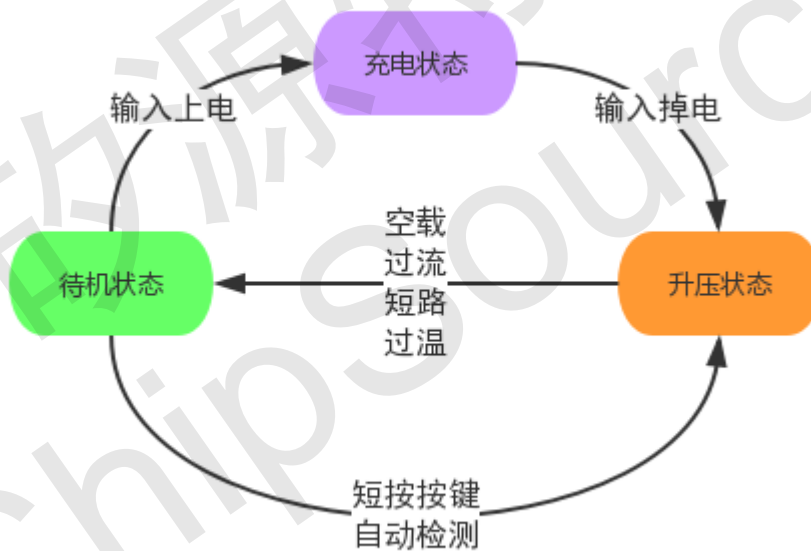 充电状态
输入上电
输入掉电
空载
过流
短路
过温
待机状态
升压状态
短按按键
自动检测